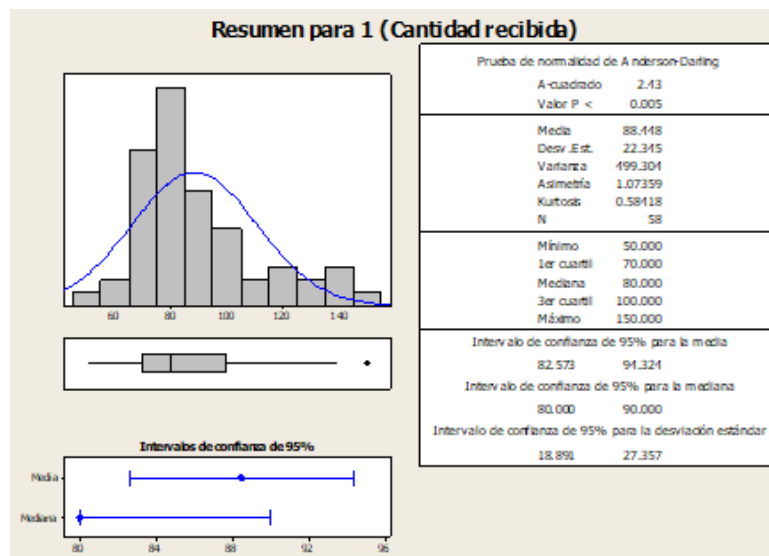 Resumen para 1 (Cantidad recibida)
Prueba de normalidad de Anderson-Darling
A-cuadrado 2.43
Valor P < 0.005
Media 88.448
Desv.Est. 22.345
Varianza 499.304
Asimetría 1.07359
Kurtosis 0.58418
N 58
Mínimo 50.000
1er cuartil 70.000
Mediana 80.000
3er cuartil 100.000
Máximo 150.000
Intervalo de confianza de 95% para la media
82.573 94.324
Intervalo de confianza de 95% para la mediana
80.000 90.000
Intervalo de confianza de 95% para la desviación estándar
18.891 27.357
60 80 100 120 140
Intervalos de confianza de 95%
Media
Mediana
80 84 88 92 96